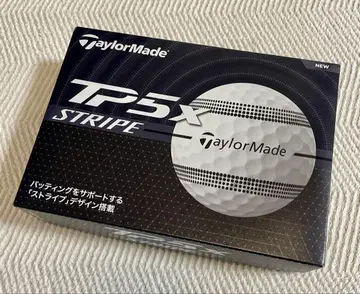 TaylorMade
NEW
TP5x
STRIPE
TaylorMade
パッティングをサポートする
「ストライプ」デザイン搭載